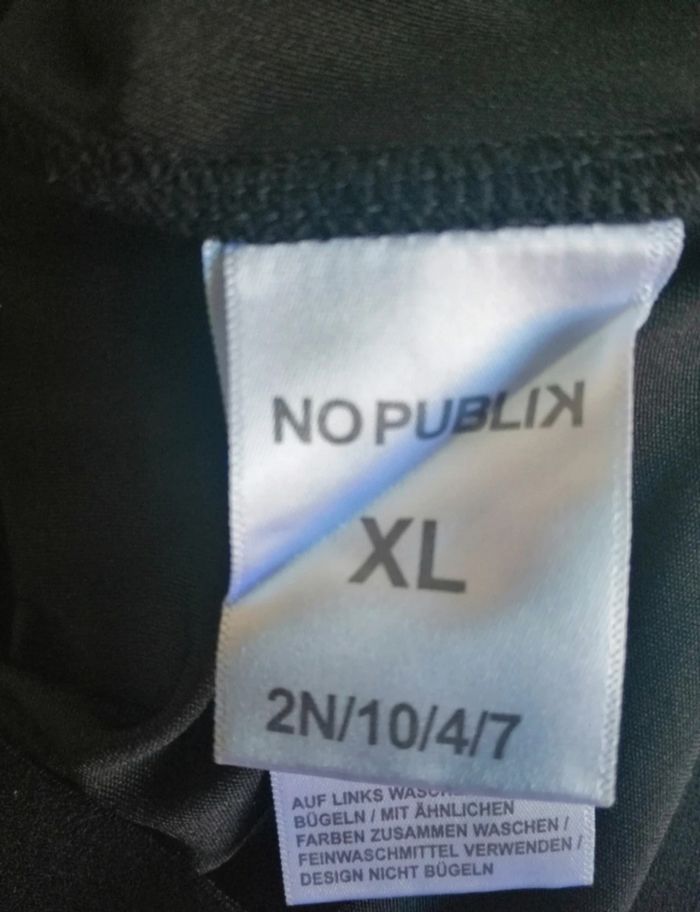 NO PUBLIK
XL
2N/10/4/7
AUF LINKS
BÜGELN / MIT ÄHNLICHEN
FARBEN ZUSAMMEN WASCHEN /
FEINWASCHMITTEL VERWENDEN /
DESIGN NICHT BÜGELN